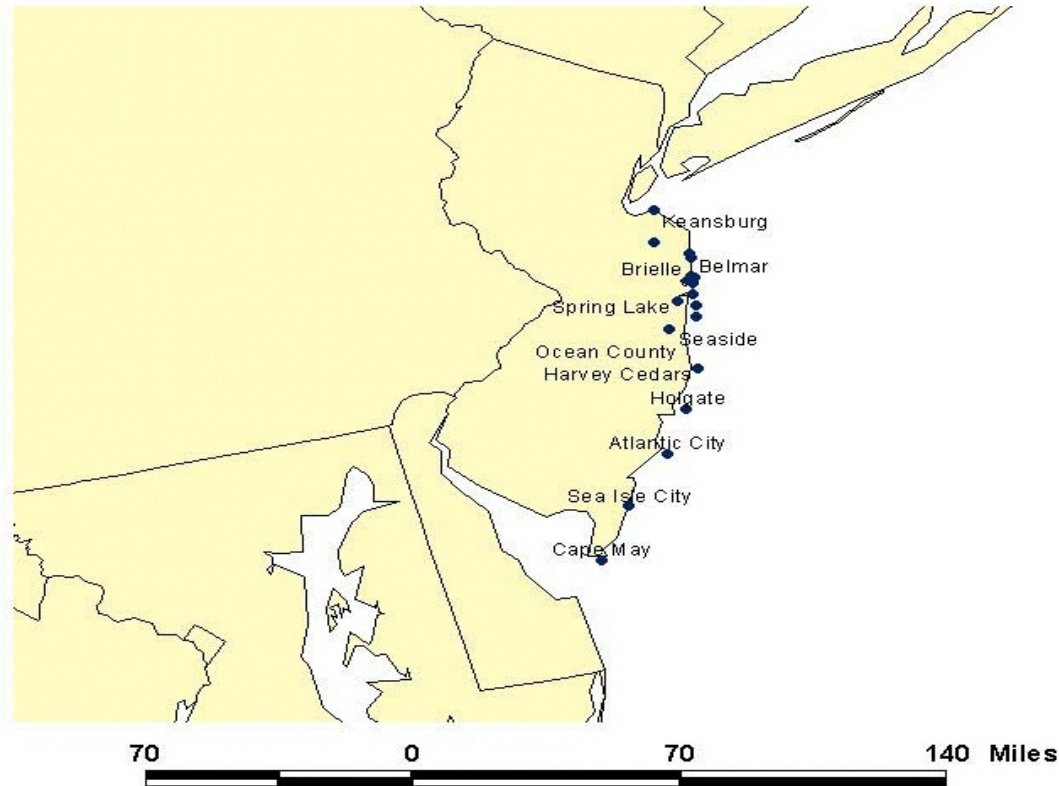 Keansburg
Brielle
Belmar
Spring Lake
Seaside
Ocean County
Harvey Cedars
Holgate
Atlantic City
Sea Isle City
Cape May
70 0 70 140 Miles